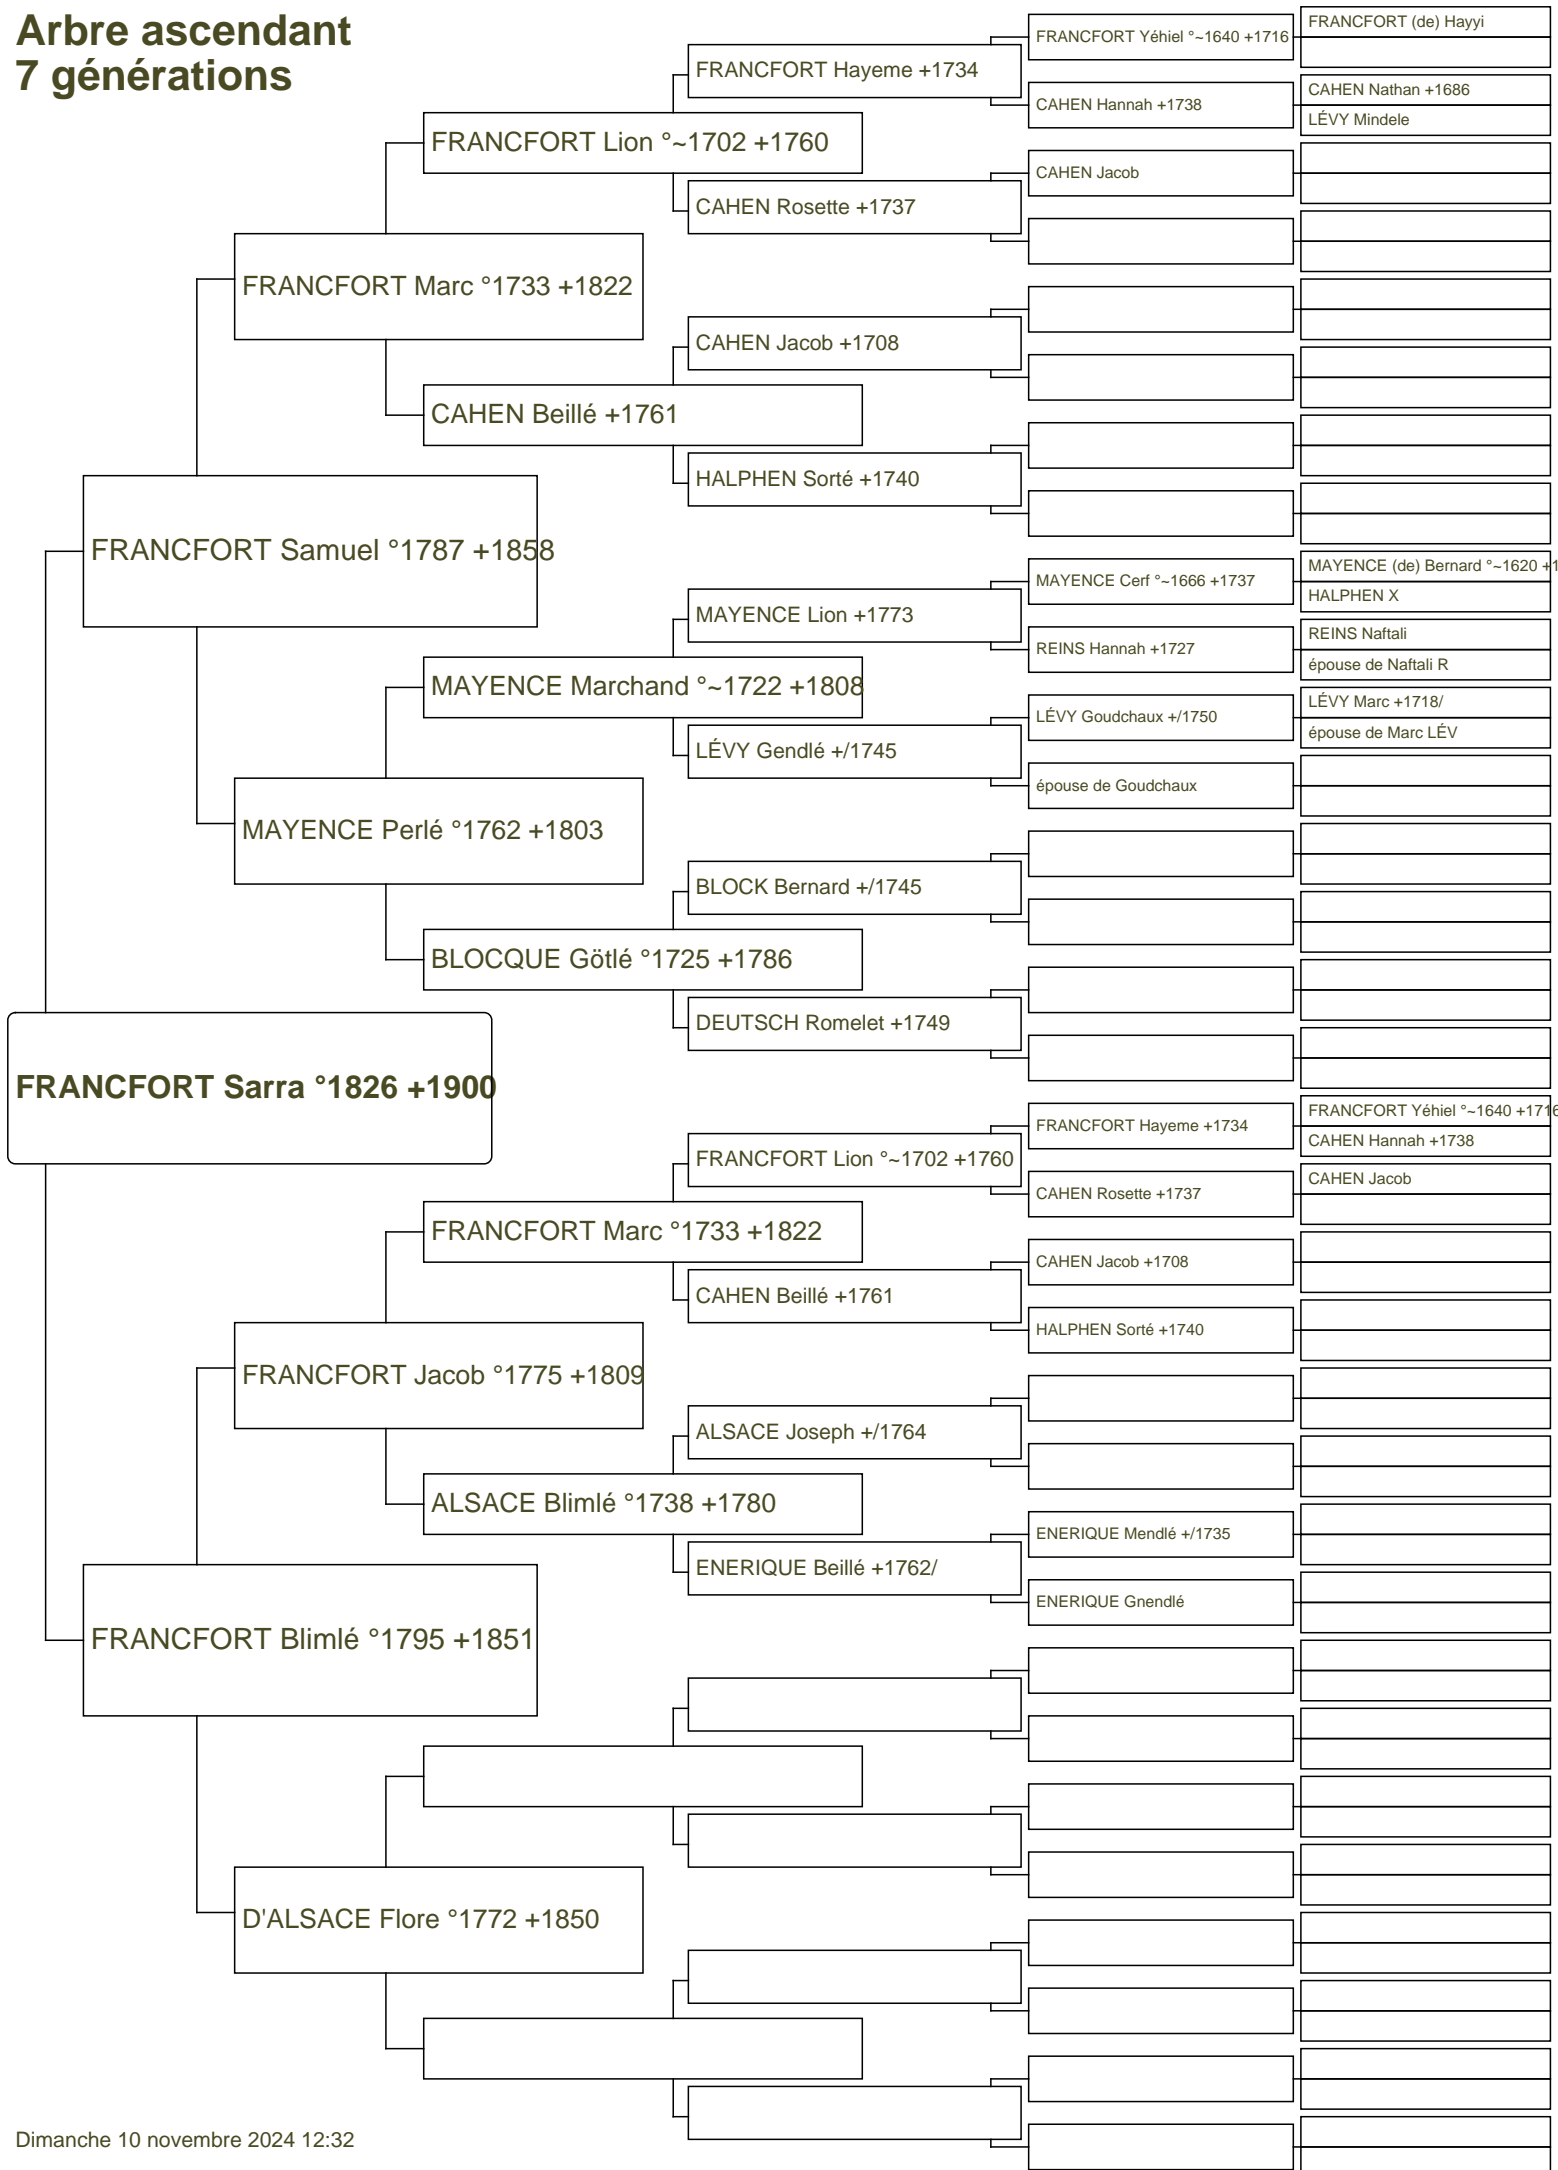 Arbre ascendant
7 générations
FRANCFORT Sarra °1826 +1900
FRANCFORT Samuel °1787 +1858
FRANCFORT Blimlé °1795 +1851
FRANCFORT Marc °1733 +1822
MAYENCE Perlé °1762 +1803
FRANCFORT Jacob °1775 +1809
D'ALSACE Flore °1772 +1850
FRANCFORT Lion °~1702 +1760
CAHEN Beillé +1761
MAYENCE Marchand °~1722 +1808
BLOCQUE Götlé °1725 +1786
FRANCFORT Marc °1733 +1822
ALSACE Blimlé °1738 +1780
FRANCFORT Hayeme +1734
CAHEN Rosette +1737
CAHEN Jacob +1708
HALPHEN Sorté +1740
MAYENCE Lion +1773
LÉVY Gendlé +/1745
BLOCK Bernard +/1745
DEUTSCH Romelet +1749
FRANCFORT Lion °~1702 +1760
CAHEN Beillé +1761
ALSACE Joseph +/1764
ENERIQUE Beillé +1762/
FRANCFORT Yéhiel °~1640 +1716
CAHEN Hannah +1738
CAHEN Jacob
MAYENCE Cerf °~1666 +1737
REINS Hannah +1727
LÉVY Goudchaux +/1750
épouse de Goudchaux
FRANCFORT Hayeme +1734
CAHEN Rosette +1737
CAHEN Jacob +1708
HALPHEN Sorté +1740
ENERIQUE Mendlé +/1735
ENERIQUE Gnendlé
FRANCFORT (de) Hayyi
CAHEN Nathan +1686
LÉVY Mindele
MAYENCE (de) Bernard °~1620 +1
HALPHEN X
REINS Naftali
épouse de Naftali R
LÉVY Marc +1718/
épouse de Marc LÉV
FRANCFORT Yéhiel °~1640 +1716
CAHEN Hannah +1738
CAHEN Jacob
Dimanche 10 novembre 2024 12:32